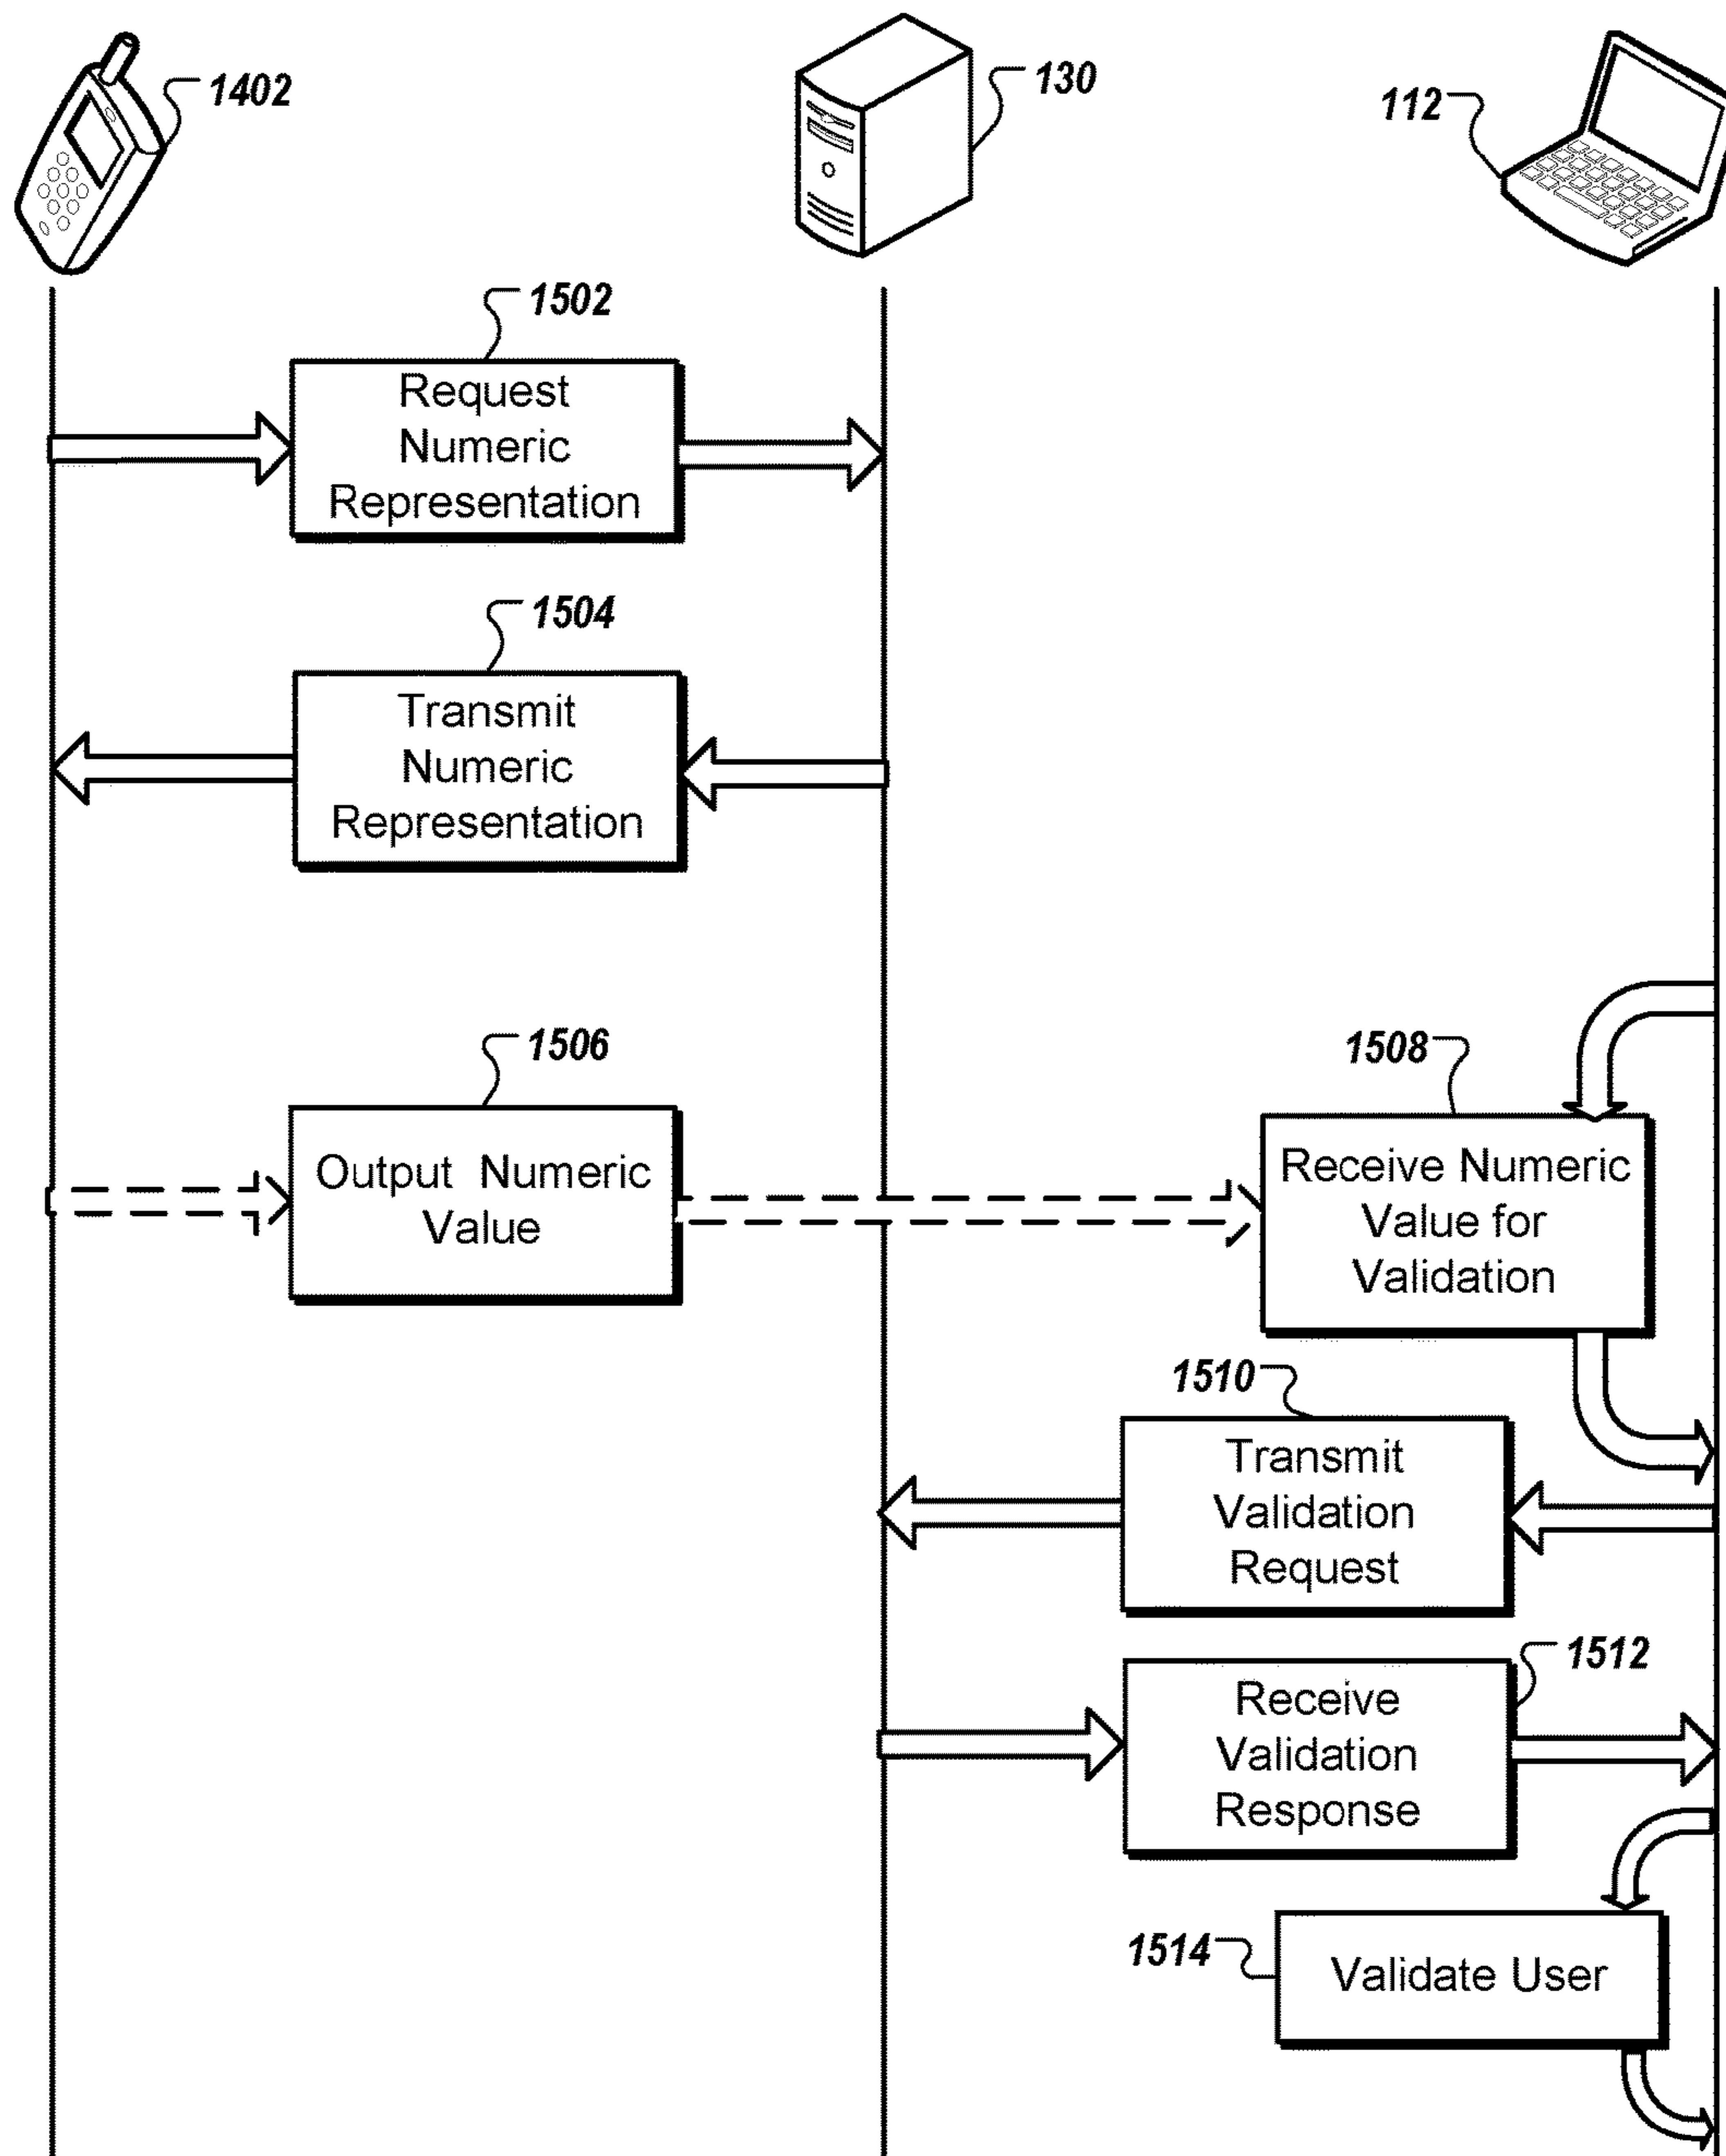 1402
130
112
1502
Request
Numeric
Representation
1504
Transmit
Numeric
Representation
1506
Output Numeric
Value
1508
Receive Numeric
Value for
Validation
1510
Transmit
Validation
Request
1512
Receive
Validation
Response
1514
Validate User